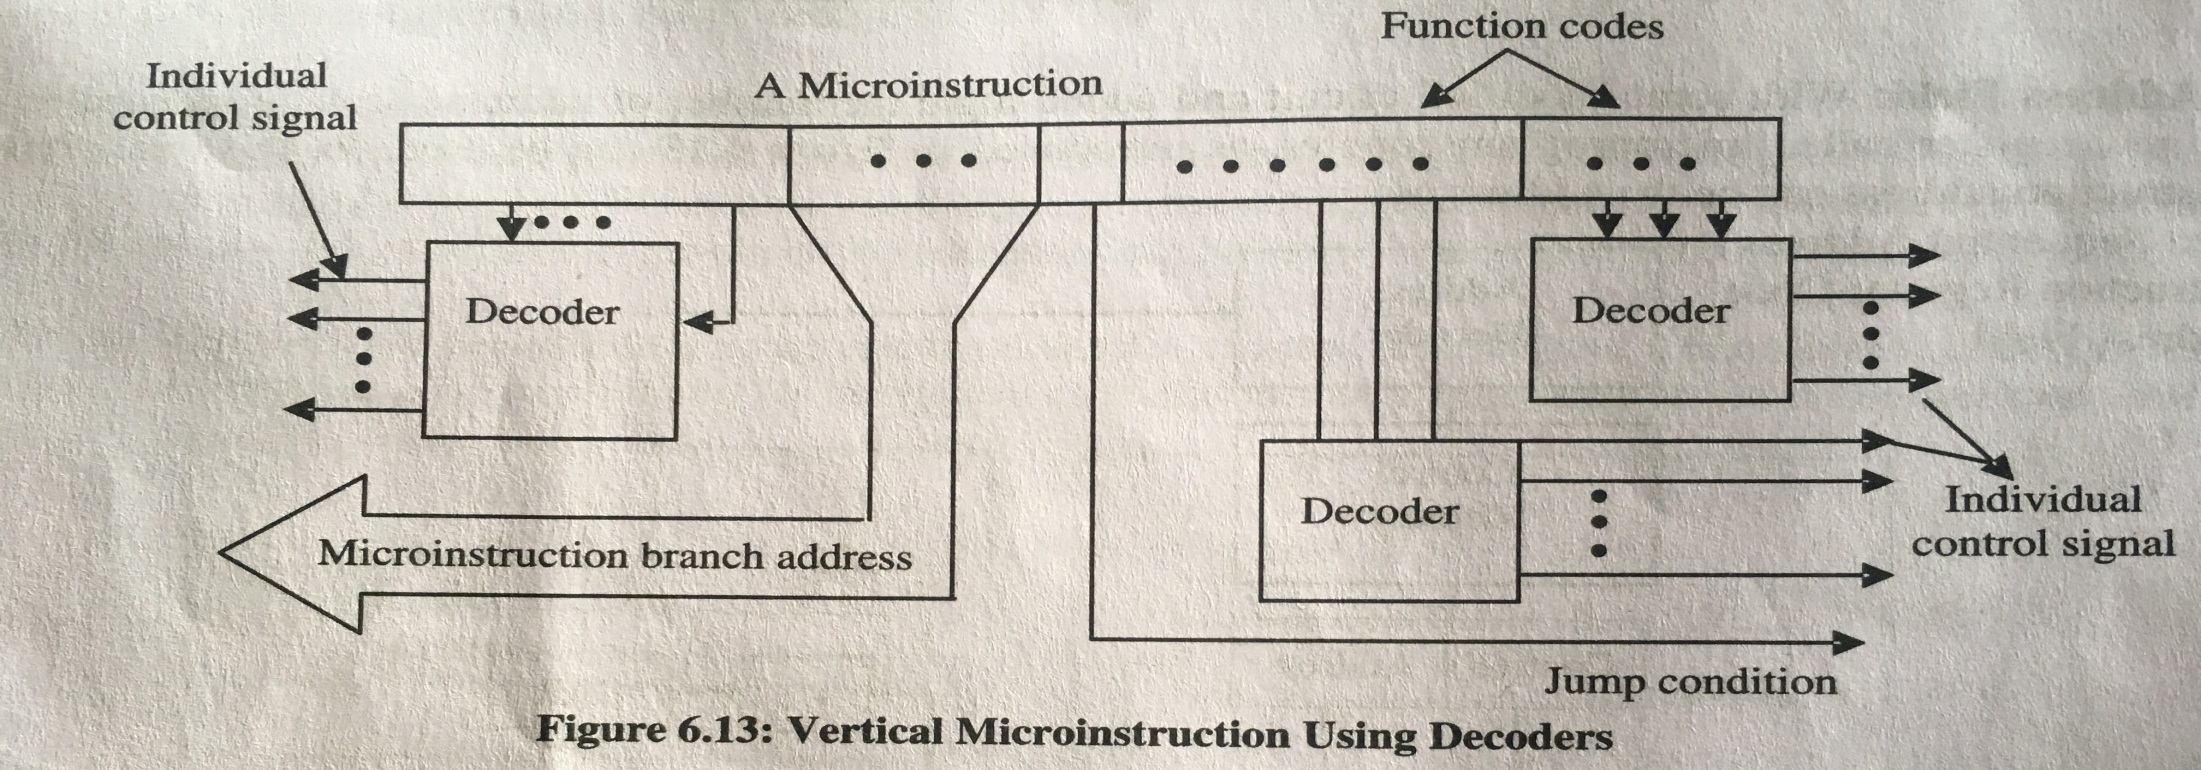 Function codes
Individual
control signal
A Microinstruction
Decoder
Decoder
Decoder
Individual
control signal
Microinstruction branch address
Jump condition
Figure 6.13: Vertical Microinstruction Using Decoders